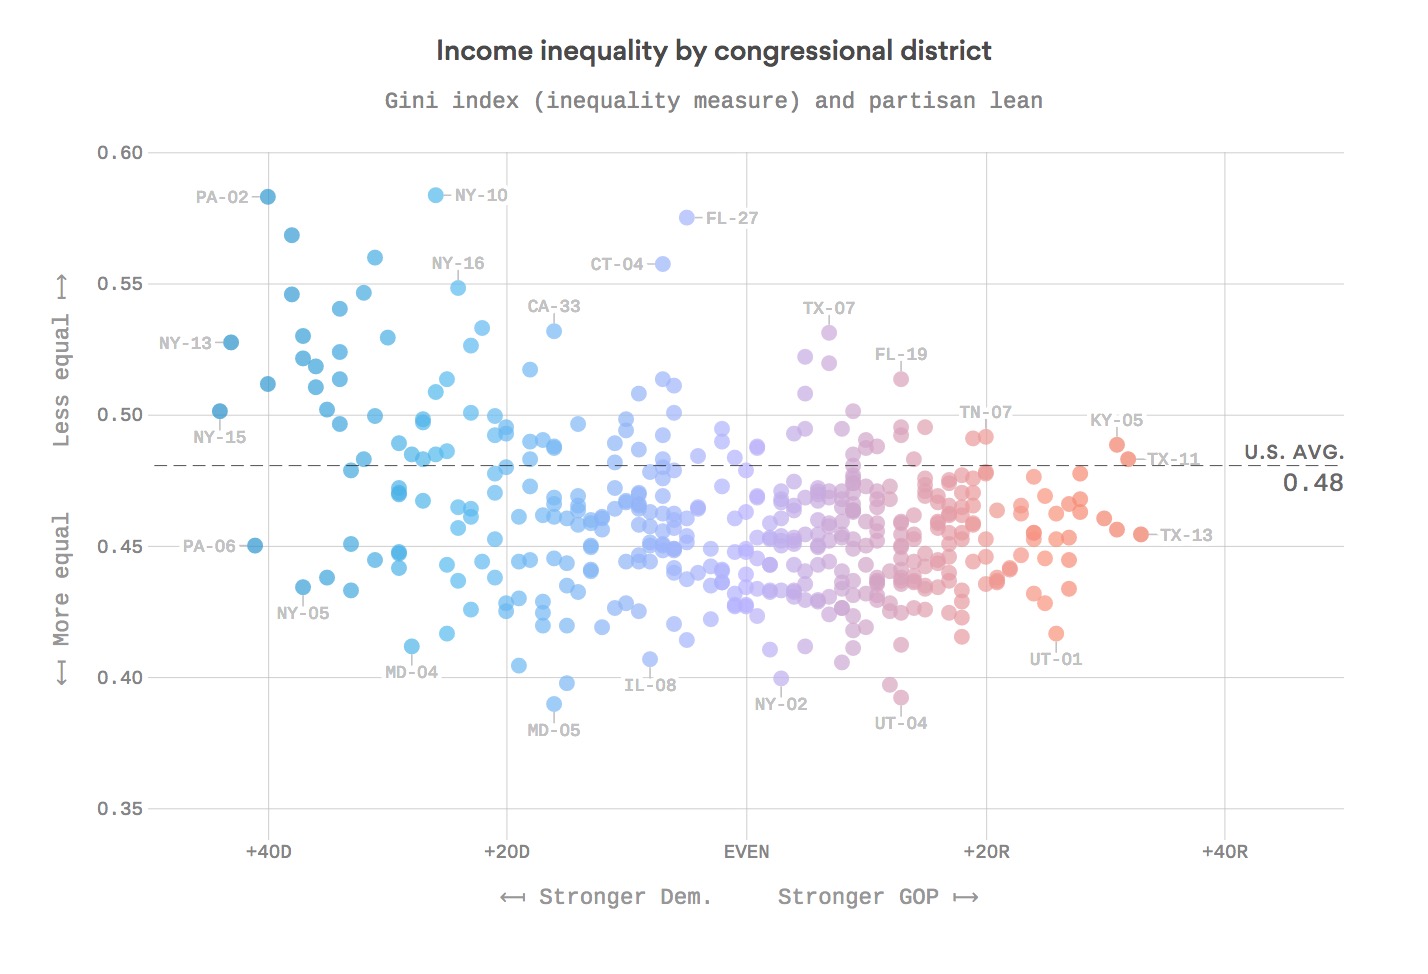 Income inequality by congressional district
Gini index (inequality measure) and partisan lean
0.60
PA-02
NY-10
FL-27
NY-16
CT-04
0.55
CA-33
TX-07
NY-13
FL-19
0.50
TN-07
KY-05
NY-15
U.S. AVG.
TX-11
0.48
PA-06
0.45
TX-13
NY-05
UT-01
MD-04
0.40
IL-08
NY-02
MD-05
UT-04
0.35
← More equal
Less equal →
+40D
+20D
EVEN
+20R
+40R
← Stronger Dem.
Stronger GOP →